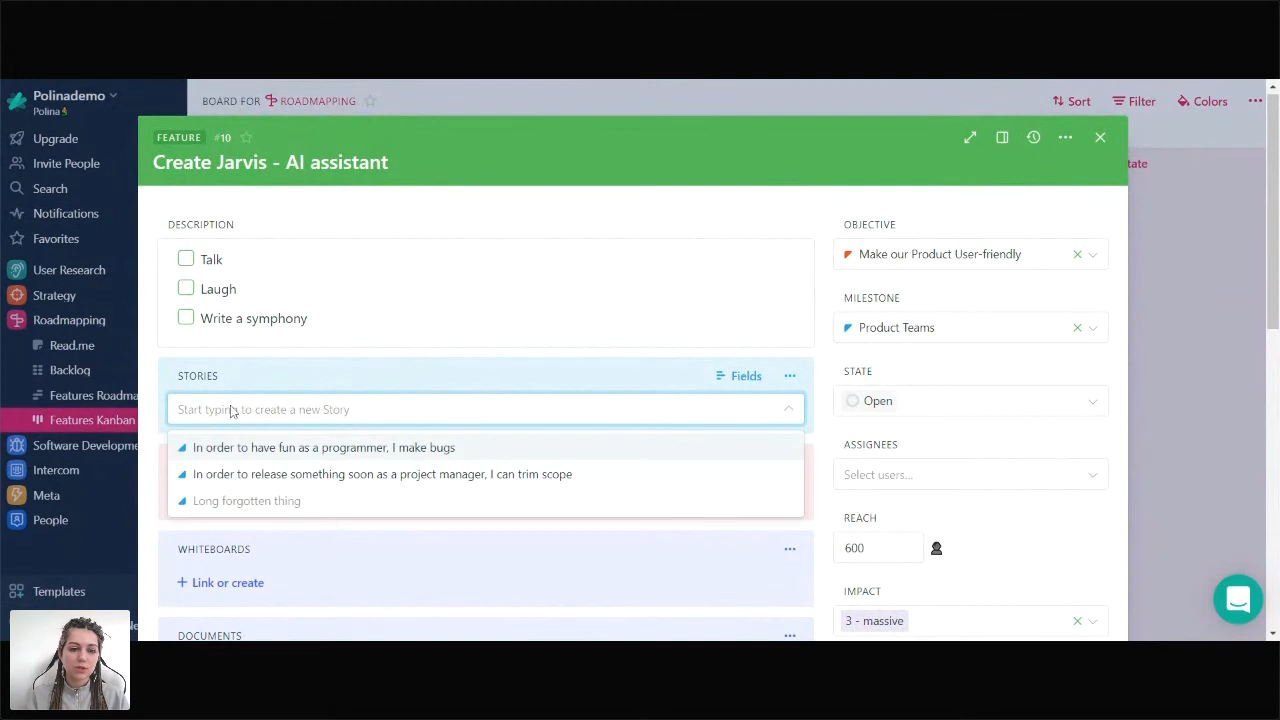 Polinademo
Polina
Upgrade
Invite People
Search
Notifications
Favorites
User Research
Strategy
Roadmapping
Read.me
Backlog
Features Roadma
Features Kanban
Software Developme
Intercom
Meta
People
Templates
BOARD FOR ROADMAPPING
Sort
Filter
Colors
tate
FEATURE #10
Create Jarvis - AI assistant
DESCRIPTION
Talk
Laugh
Write a symphony
STORIES
Fields
Start typing to create a new Story
In order to have fun as a programmer, I make bugs
In order to release something soon as a project manager, I can trim scope
Long forgotten thing
WHITEBOARDS
+ Link or create
DOCUMENTS
OBJECTIVE
Make our Product User-friendly
MILESTONE
Product Teams
STATE
Open
ASSIGNEES
Select users...
REACH
600
IMPACT
3 - massive